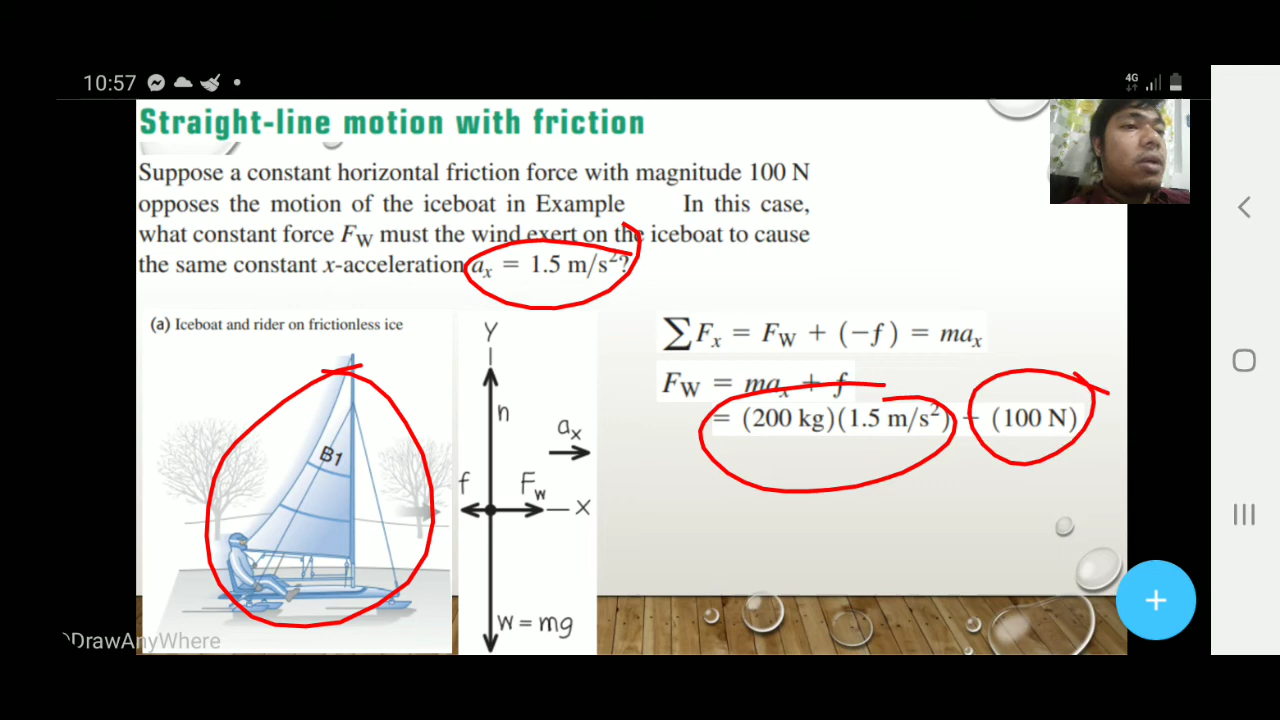 10:57
4G
Straight-line motion with friction
Suppose a constant horizontal friction force with magnitude 100 N
opposes the motion of the iceboat in Example In this case,
what constant force F_W must the wind exert on the iceboat to cause
the same constant x-acceleration a_x = 1.5 m/s²?
(a) Iceboat and rider on frictionless ice
B1
Y
n
a_x
f
F_w
X
w = mg
∑F_x = F_W + (−f) = ma_x
F_W = ma_x + f
= (200 kg)(1.5 m/s²) + (100 N)
DrawAnyWhere